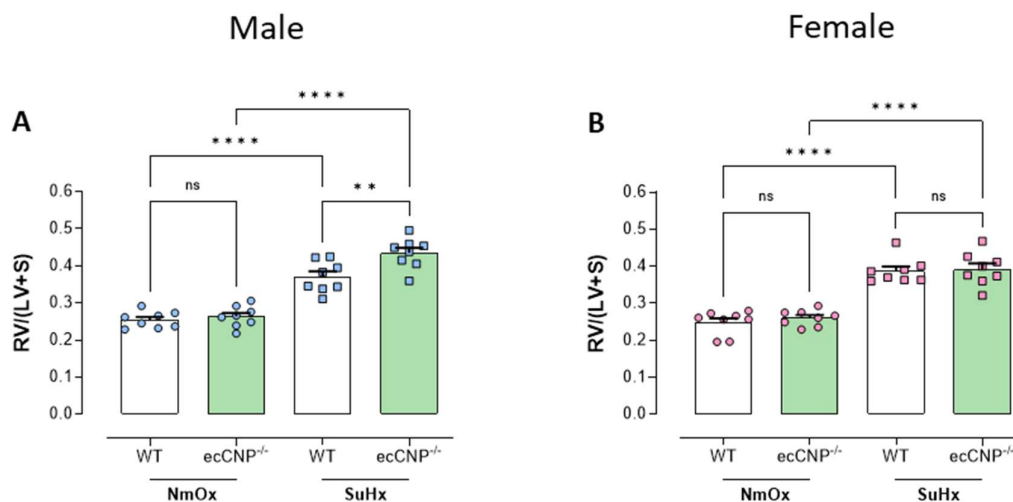 Male
Female
A
B
****
****
ns
**
****
****
ns
ns
RV/(LV+S)
0.6
0.5
0.4
0.3
0.2
0.1
0.0
RV/(LV+S)
0.6
0.5
0.4
0.3
0.2
0.1
0.0
WT ecCNP-/- WT ecCNP-/-
NmOx SuHx
WT ecCNP-/- WT ecCNP-/-
NmOx SuHx